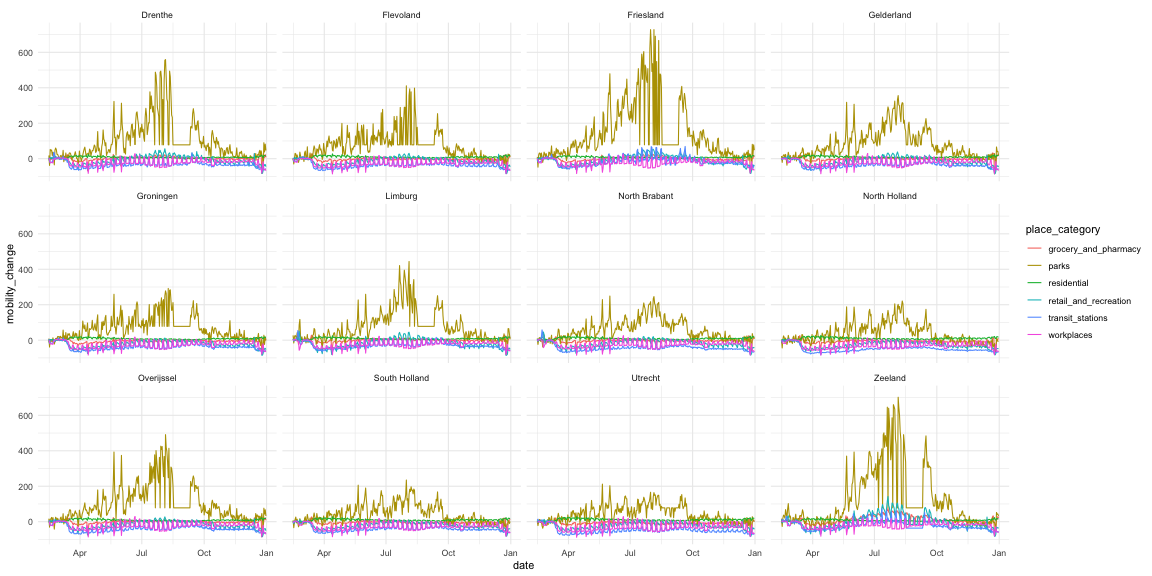 Drenthe Flevoland Friesland Gelderland
600
400
200
0
Groningen Limburg North Brabant North Holland
600
400
200
0
Overijssel South Holland Utrecht Zeeland
600
400
200
0
Apr Jul Oct Jan Apr Jul Oct Jan Apr Jul Oct Jan Apr Jul Oct Jan
date
mobility_change
place_category
grocery_and_pharmacy
parks
residential
retail_and_recreation
transit_stations
workplaces